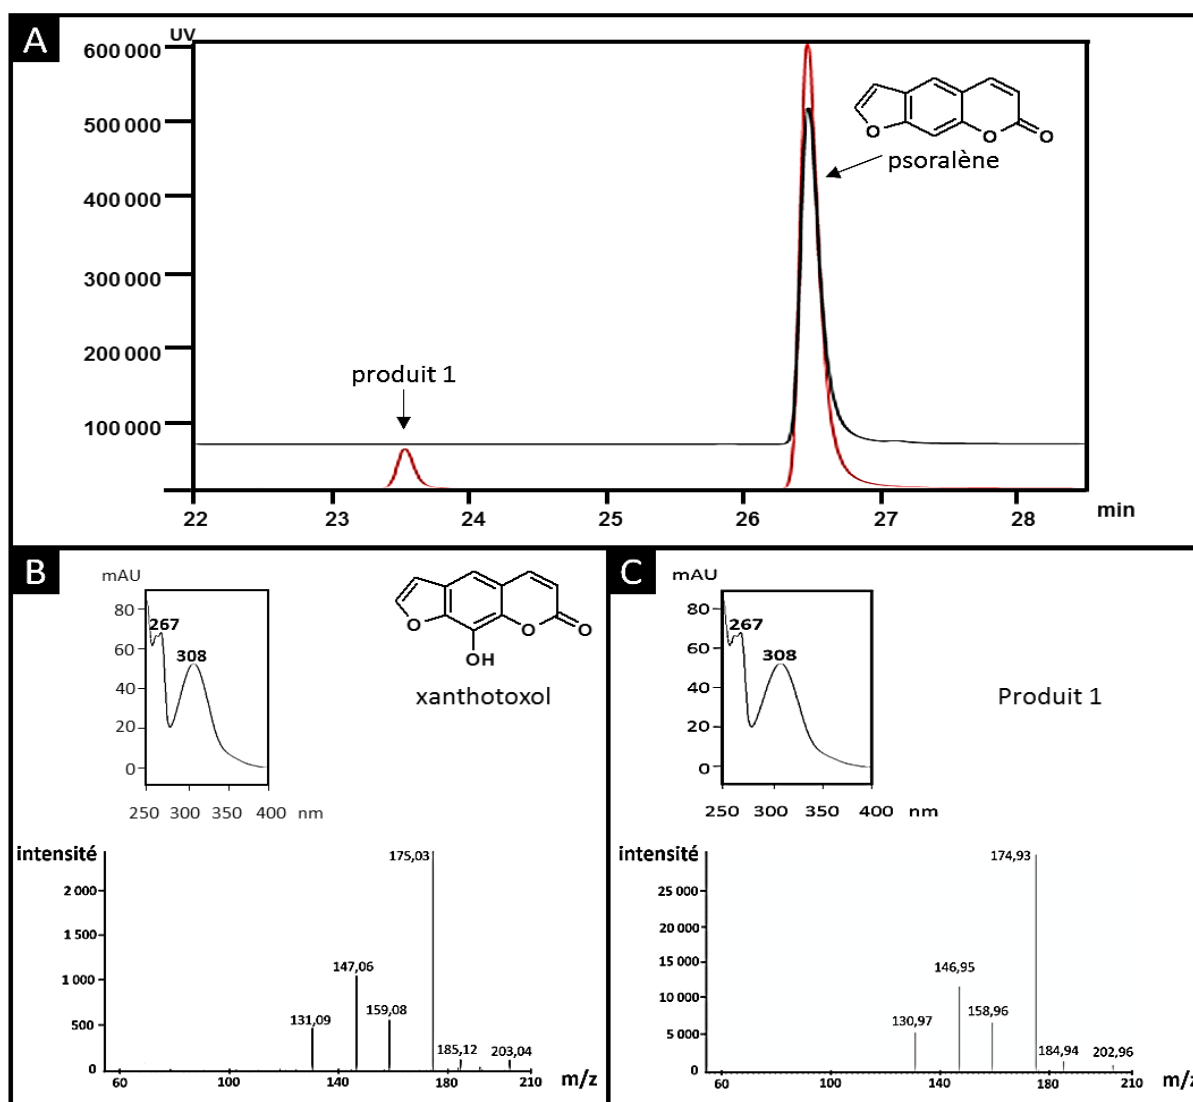 A
UV
600 000
500 000
400 000
300 000
200 000
100 000
O
O
O
psoralène
produit 1
22 23 24 25 26 27 28 min
B
mAU
80
60
40
20
0
267
308
250 300 350 400 nm
O
O
O
OH
xanthotoxol
intensité
2 000
1 500
1 000
500
0
175,03
147,06
159,08
131,09
185,12
203,04
60 100 140 180 210 m/z
C
mAU
80
60
40
20
0
267
308
250 300 350 400 nm
Produit 1
intensité
25 000
20 000
15 000
10 000
5 000
0
174,93
146,95
158,96
130,97
184,94
202,96
60 100 140 180 210 m/z